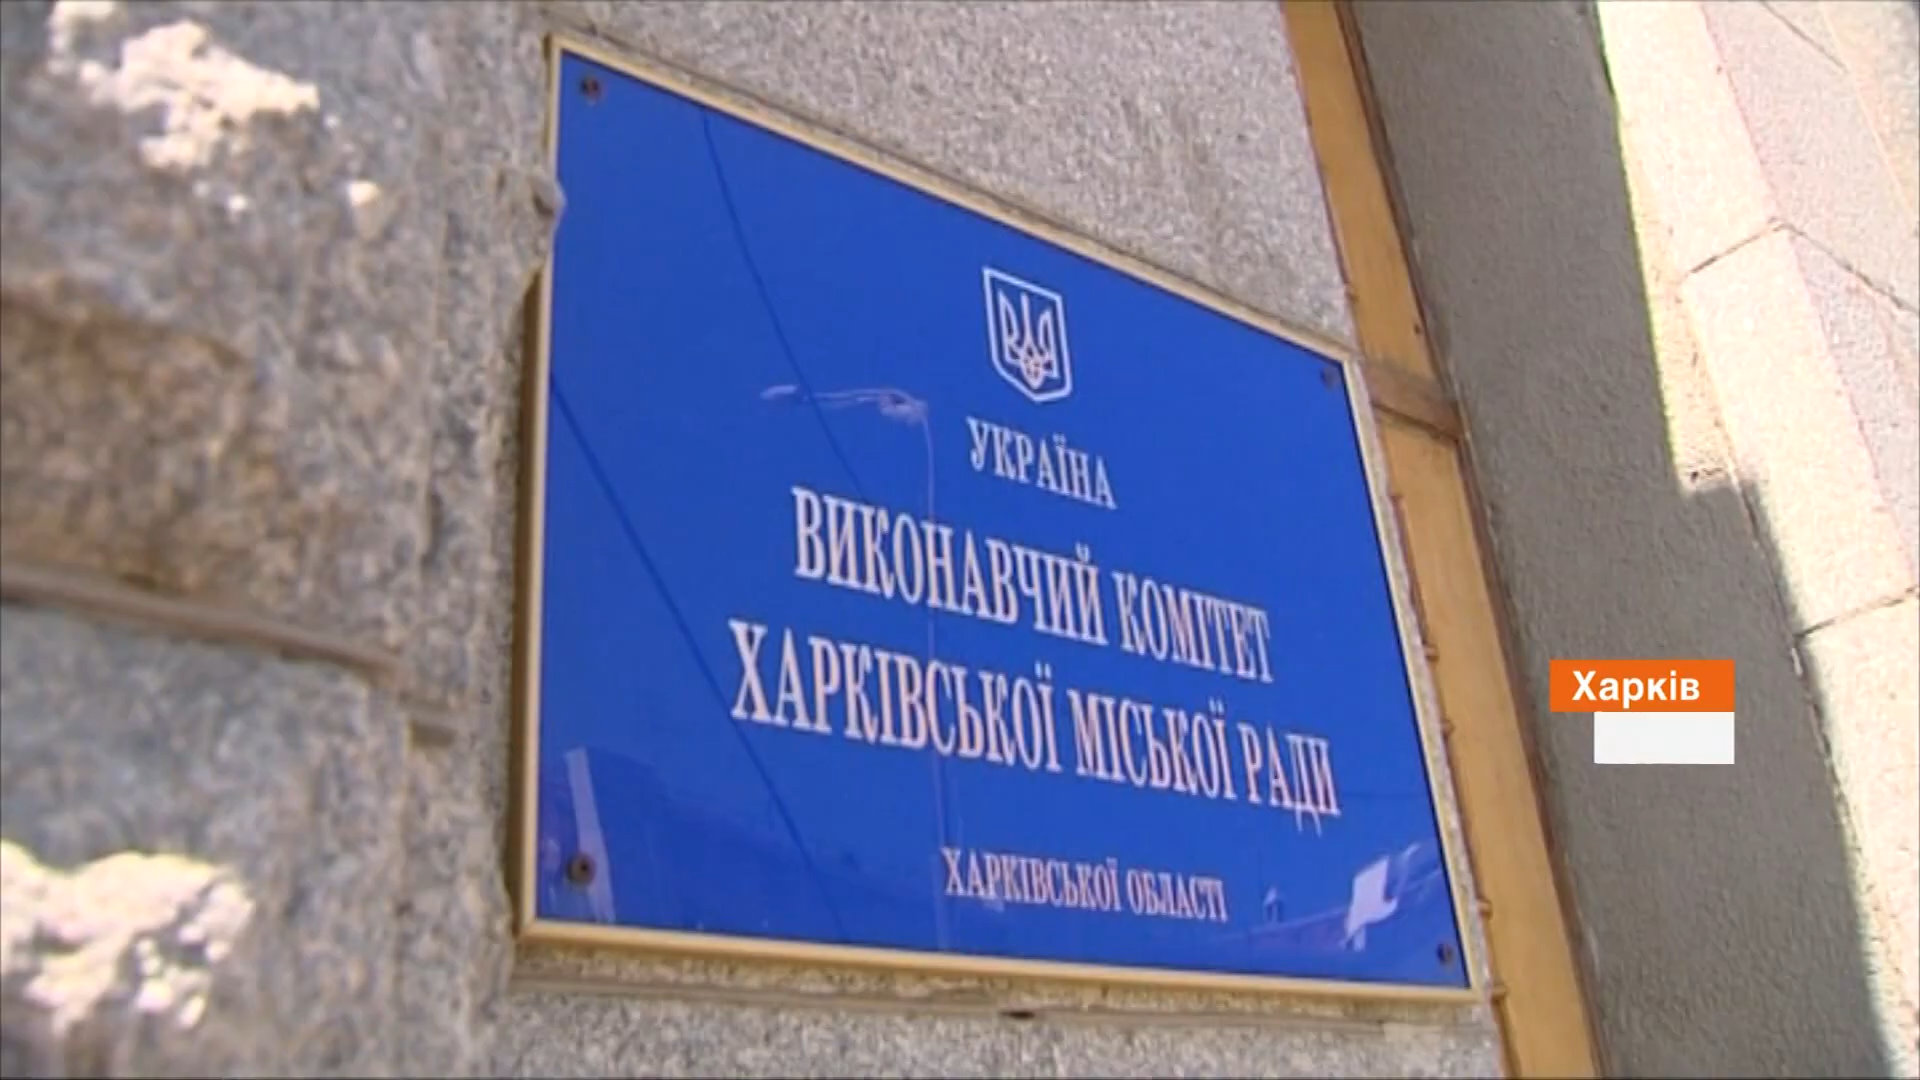 УКРАЇНА
ВИКОНАВЧИЙ КОМІТЕТ
ХАРКІВСЬКОЇ МІСЬКОЇ РАДИ
ХАРКІВСЬКОЇ ОБЛАСТІ
Харків